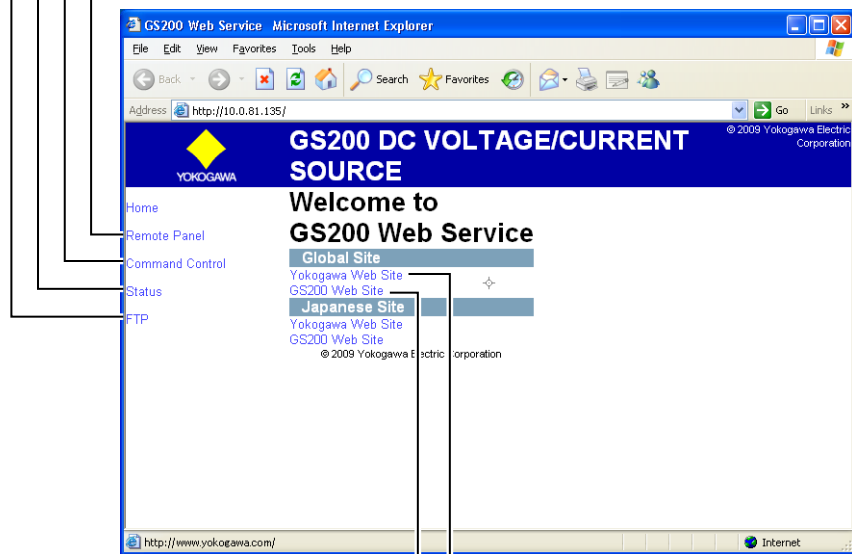 GS200 Web Service Microsoft Internet Explorer
File Edit View Favorites Tools Help
Back Search Favorites
Address http://10.0.81.135/ Go Links »
YOKOGAWA
GS200 DC VOLTAGE/CURRENT
SOURCE
© 2009 Yokogawa Electric
Corporation
Home
Remote Panel
Command Control
Status
FTP
Welcome to
GS200 Web Service
Global Site
Yokogawa Web Site
GS200 Web Site
Japanese Site
Yokogawa Web Site
GS200 Web Site
© 2009 Yokogawa Electric Corporation
http://www.yokogawa.com/ Internet